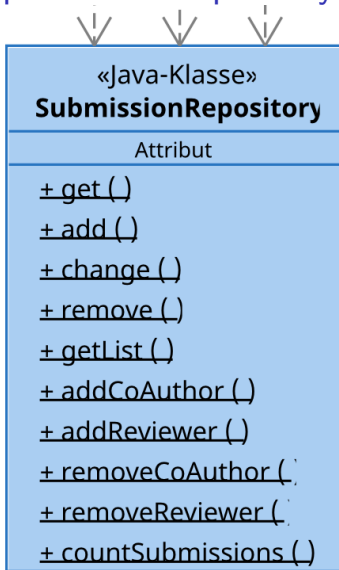 «Java-Klasse»
SubmissionRepository
Attribut
+ get ( )
+ add ( )
+ change ( )
+ remove ( )
+ getList ( )
+ addCoAuthor ( )
+ addReviewer ( )
+ removeCoAuthor ( )
+ removeReviewer (
+ countSubmissions ( )